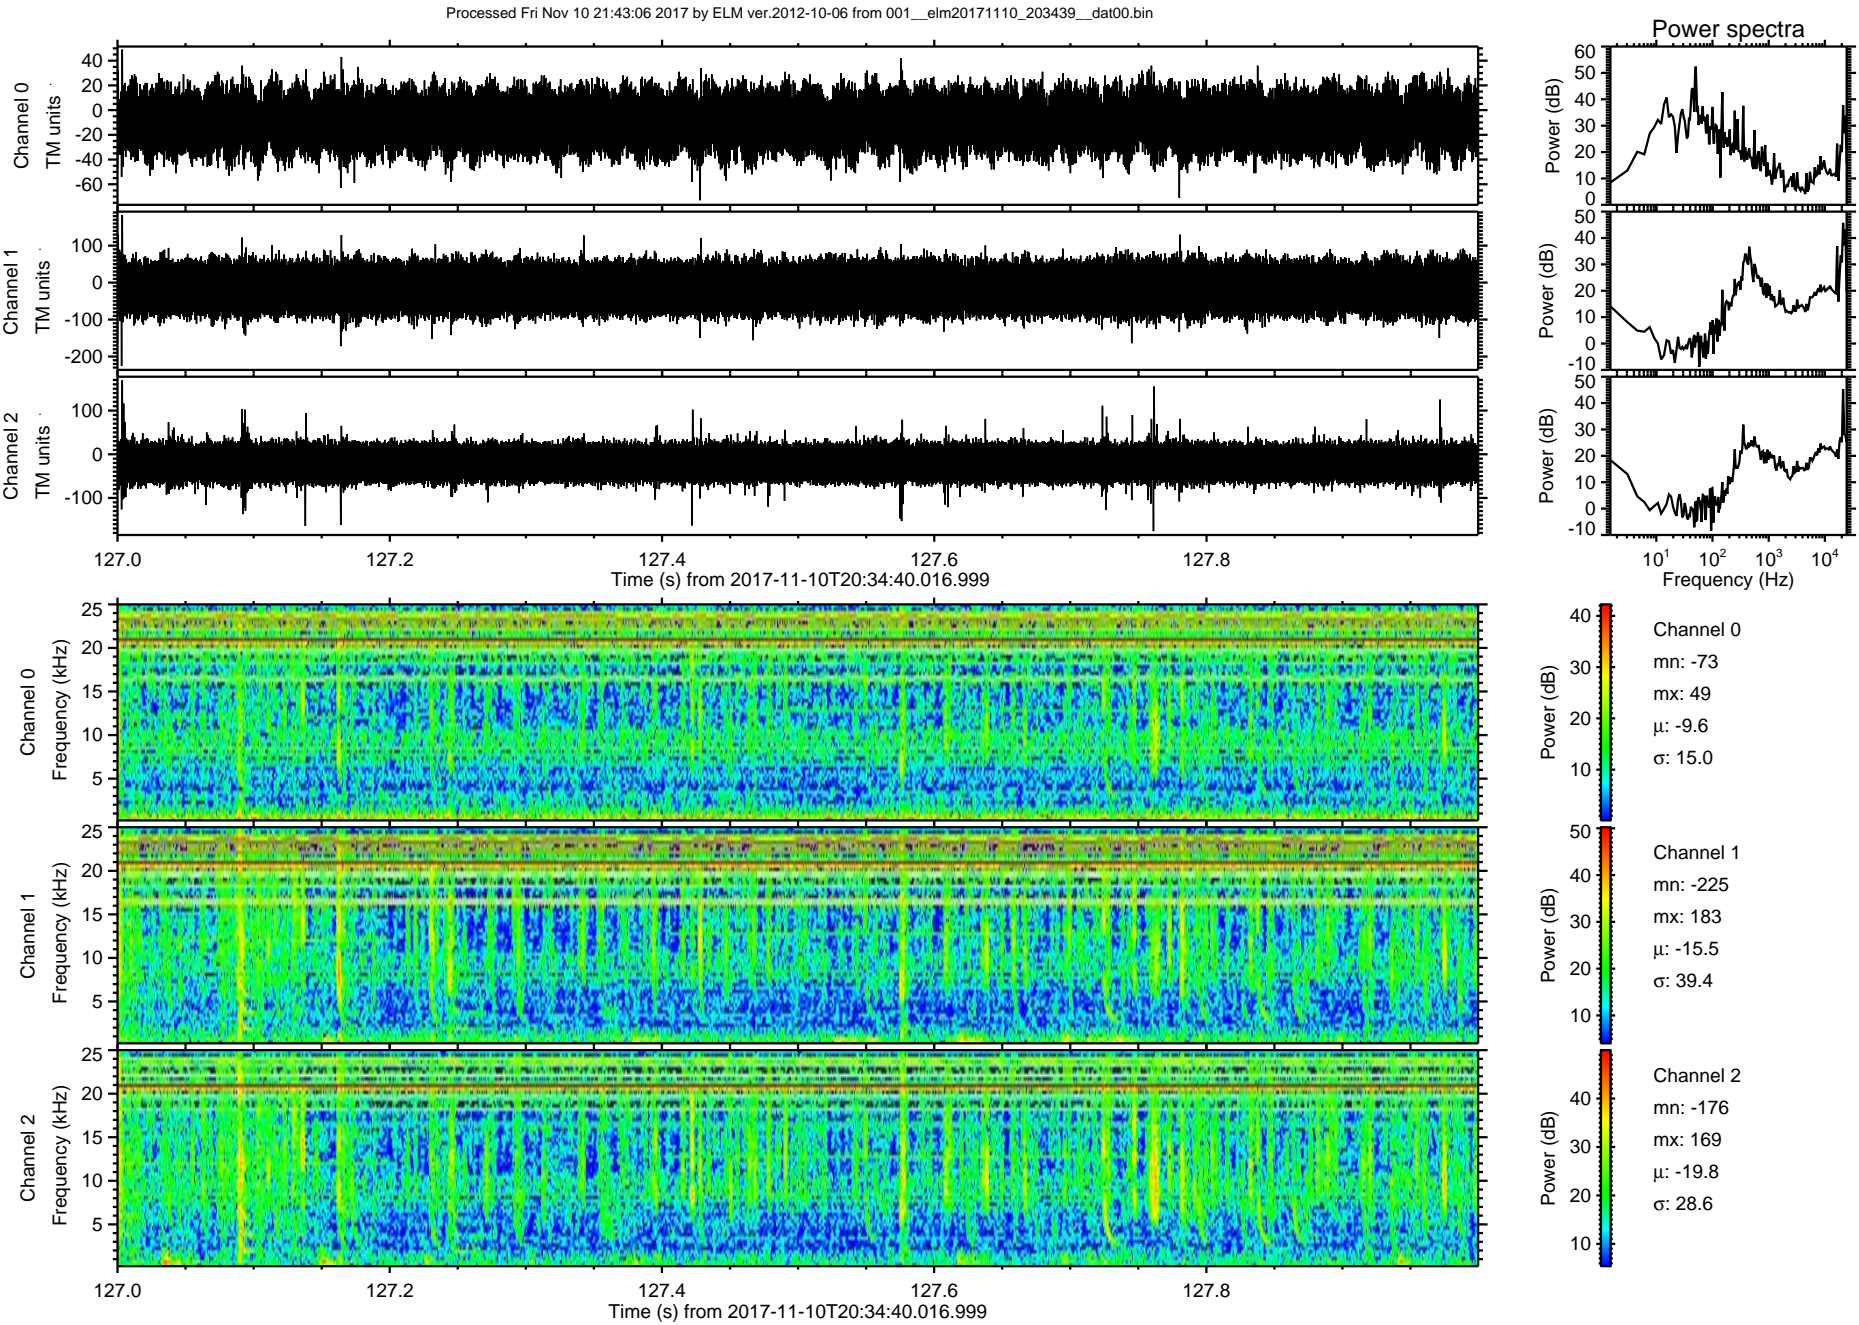 Processed Fri Nov 10 21:43:06 2017 by ELM ver.2012-10-06 from 001__elm20171110_203439__dat00.bin
Power spectra
Channel 0
TM units
40
20
0
-20
-40
-60
Power (dB)
60
50
40
30
20
10
0
Channel 1
TM units
100
0
-100
-200
Power (dB)
50
40
30
20
10
0
-10
Channel 2
TM units
100
0
-100
Power (dB)
50
40
30
20
10
0
-10
127.0 127.2 127.4 127.6 127.8
Time (s) from 2017-11-10T20:34:40.016.999
10¹ 10² 10³ 10⁴
Frequency (Hz)
Channel 0
Frequency (kHz)
25
20
15
10
5
Power (dB)
40
30
20
10
Channel 0
mn: -73
mx: 49
μ: -9.6
σ: 15.0
Channel 1
Frequency (kHz)
25
20
15
10
5
Power (dB)
50
40
30
20
10
Channel 1
mn: -225
mx: 183
μ: -15.5
σ: 39.4
Channel 2
Frequency (kHz)
25
20
15
10
5
Power (dB)
40
30
20
10
Channel 2
mn: -176
mx: 169
μ: -19.8
σ: 28.6
127.0 127.2 127.4 127.6 127.8
Time (s) from 2017-11-10T20:34:40.016.999